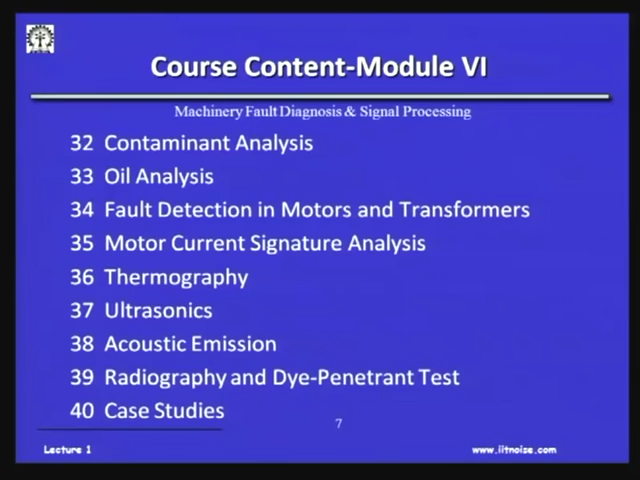 Course Content-Module VI
Machinery Fault Diagnosis & Signal Processing
32 Contaminant Analysis
33 Oil Analysis
34 Fault Detection in Motors and Transformers
35 Motor Current Signature Analysis
36 Thermography
37 Ultrasonics
38 Acoustic Emission
39 Radiography and Dye-Penetrant Test
40 Case Studies
7
Lecture 1
www.iitnoise.com